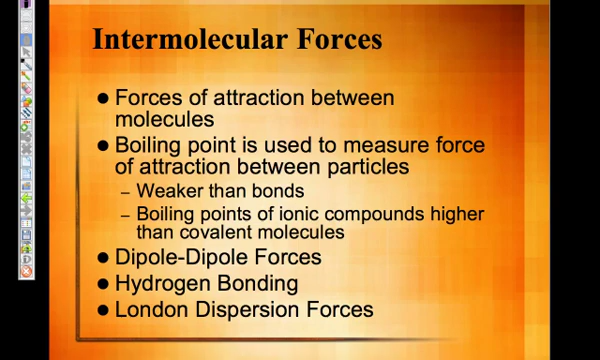 Intermolecular Forces
● Forces of attraction between
molecules
● Boiling point is used to measure force
of attraction between particles
– Weaker than bonds
– Boiling points of ionic compounds higher
than covalent molecules
● Dipole-Dipole Forces
● Hydrogen Bonding
● London Dispersion Forces